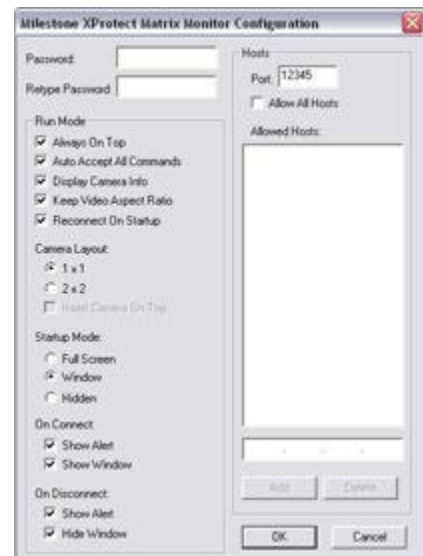 Milestone XProtect Matrix Monitor Configuration
Password:
Retype Password:
Run Mode
Always On Top
Auto Accept All Commands
Display Camera Info
Keep Video Aspect Ratio
Reconnect On Startup
Camera Layout:
1 x 1
2 x 2
Insert Camera On Top
Startup Mode:
Full Screen
Window
Hidden
On Connect:
Show Alert
Show Window
On Disconnect:
Show Alert
Hide Window
Hosts
Port: 12345
Allow All Hosts
Allowed Hosts:
Add
Delete
OK
Cancel